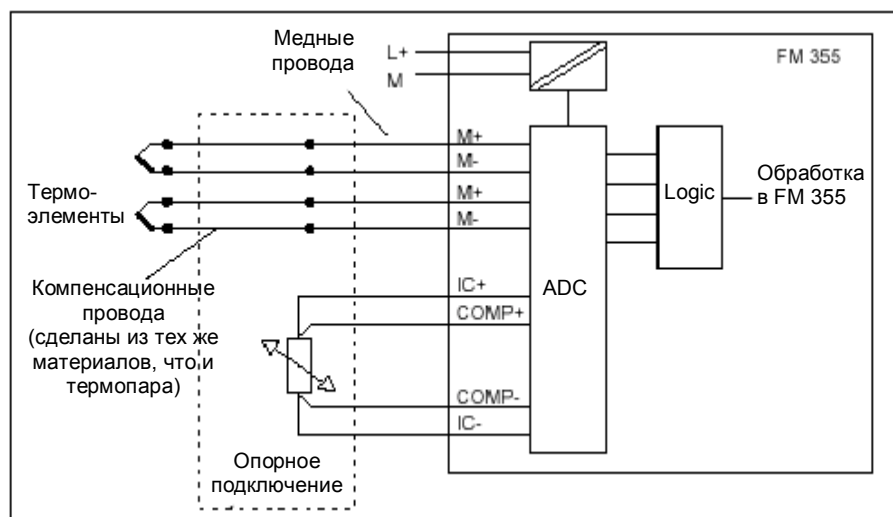 Медные
провода
L+
M
FM 355
M+
M-
M+
M-
Термо-
элементы
Logic
Обработка
в FM 355
Компенсационные
провода
(сделаны из тех же
материалов, что и
термопара)
IC+
COMP+
ADC
COMP-
IC-
Опорное
подключение